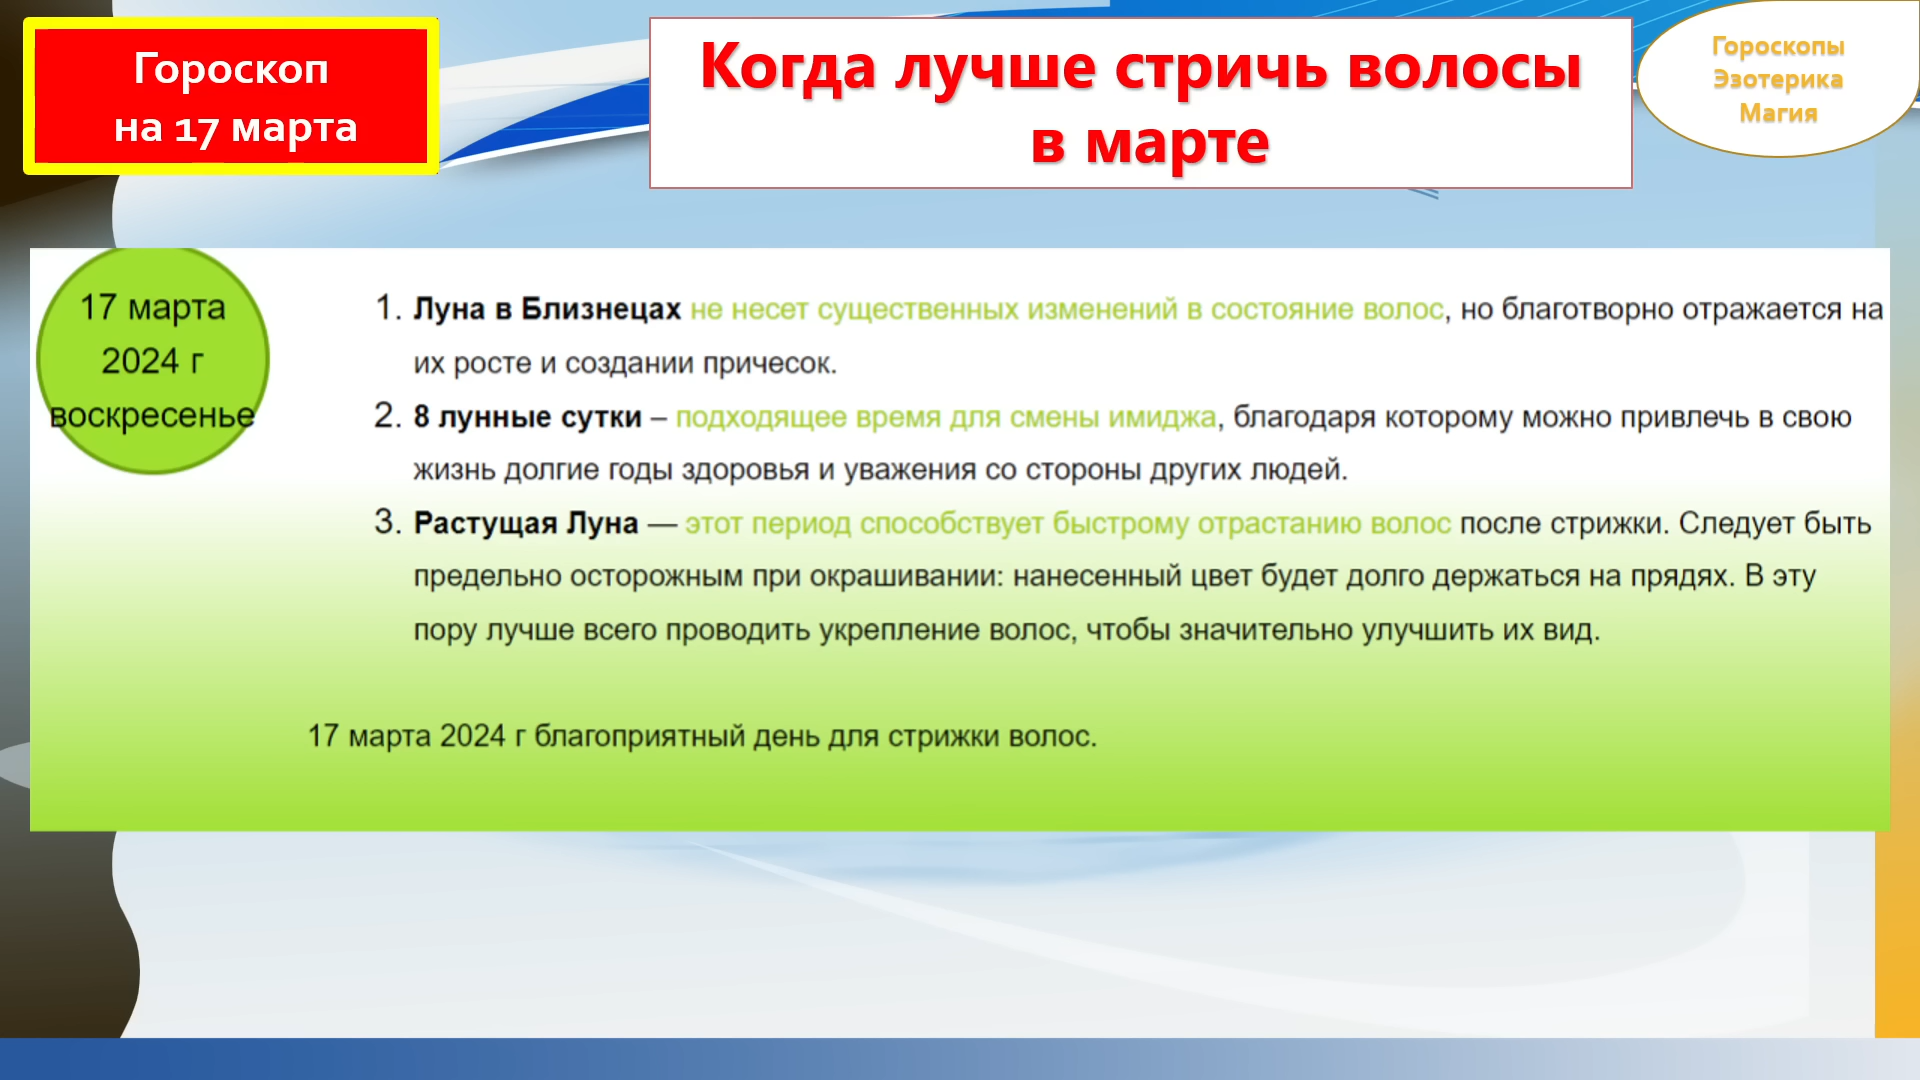 Гороскоп
на 17 марта
Когда лучше стричь волосы
в марте
Гороскопы
Эзотерика
Магия
17 марта
2024 г
воскресенье
1. Луна в Близнецах не несет существенных изменений в состояние волос, но благотворно отражается на
их росте и создании причесок.
2. 8 лунные сутки – подходящее время для смены имиджа, благодаря которому можно привлечь в свою
жизнь долгие годы здоровья и уважения со стороны других людей.
3. Растущая Луна — этот период способствует быстрому отрастанию волос после стрижки. Следует быть
предельно осторожным при окрашивании: нанесенный цвет будет долго держаться на прядях. В эту
пору лучше всего проводить укрепление волос, чтобы значительно улучшить их вид.
17 марта 2024 г благоприятный день для стрижки волос.